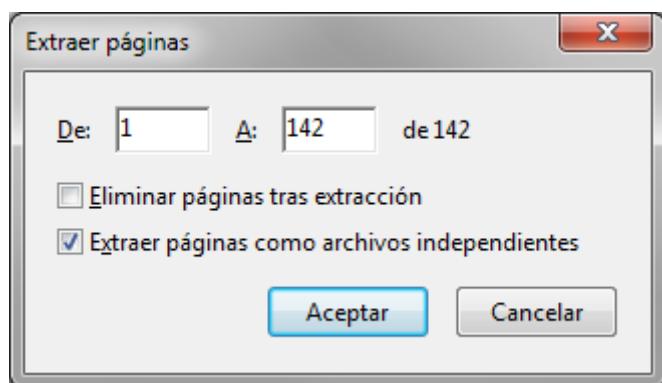 Extraer páginas
De: 1 A: 142 de 142
Eliminar páginas tras extracción
Extraer páginas como archivos independientes
Aceptar Cancelar